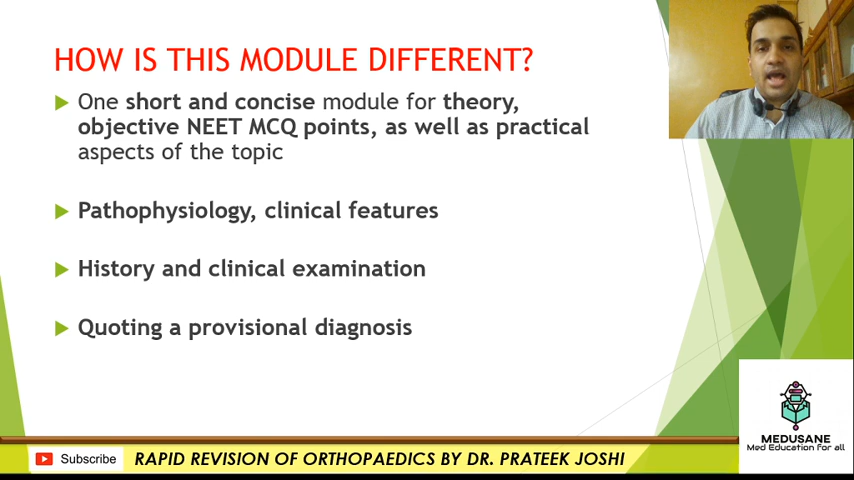 HOW IS THIS MODULE DIFFERENT?
One short and concise module for theory,
objective NEET MCQ points, as well as practical
aspects of the topic
Pathophysiology, clinical features
History and clinical examination
Quoting a provisional diagnosis
MEDUSANE
Med Education For all
Subscribe
RAPID REVISION OF ORTHOPAEDICS BY DR. PRATEEK JOSHI